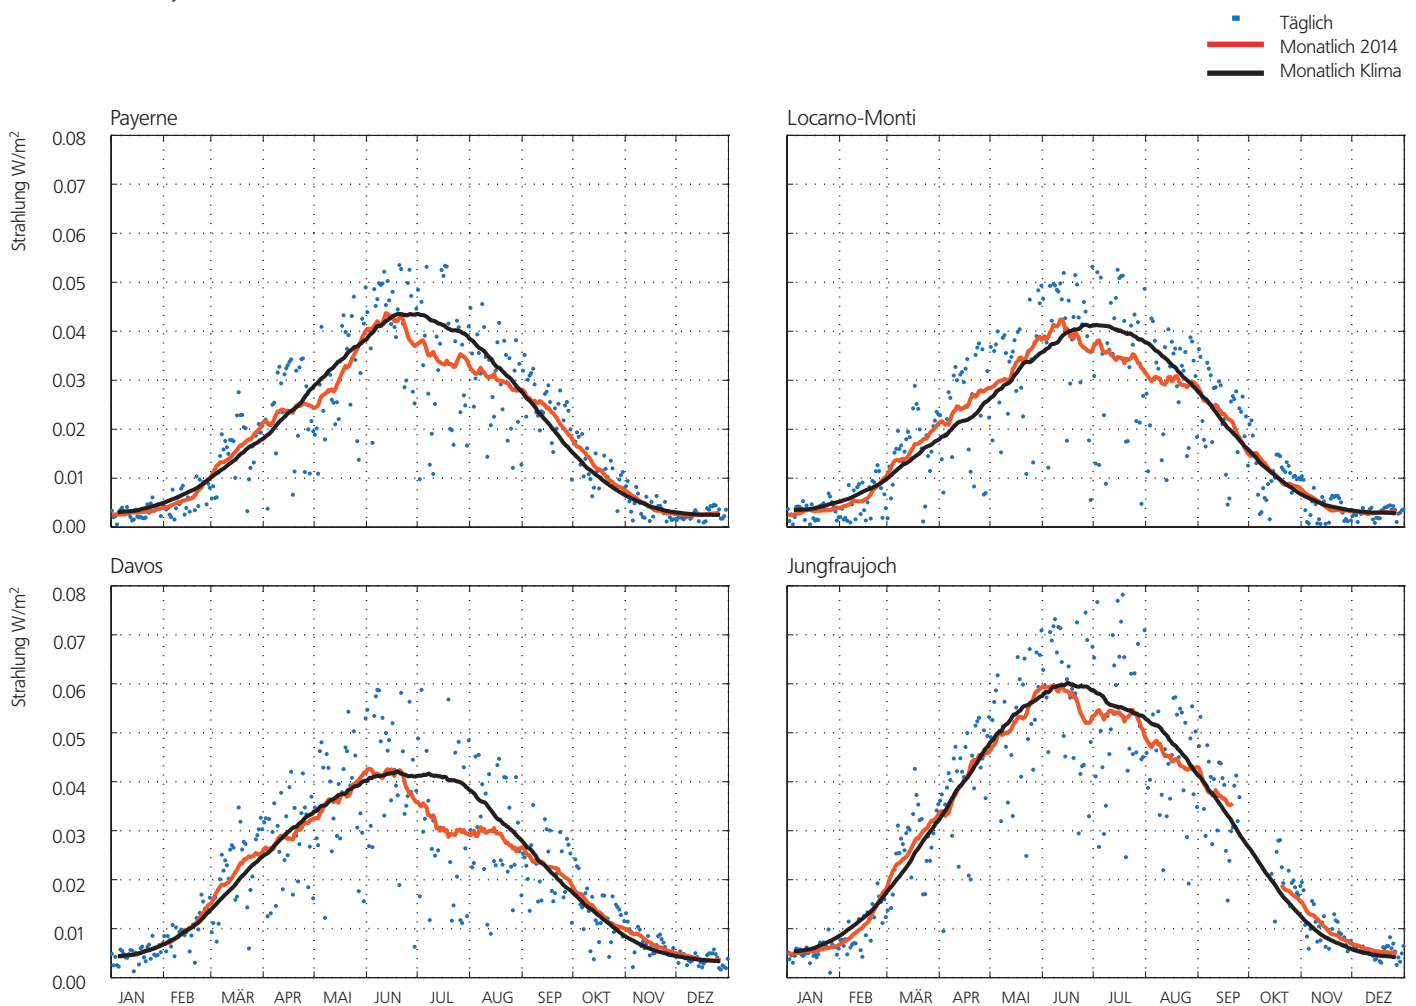 Täglich
Monatlich 2014
Monatlich Klima
Payerne
Locarno-Monti
Strahlung W/m²
0.08
0.07
0.06
0.05
0.04
0.03
0.02
0.01
0.00
Davos
Jungfraujoch
Strahlung W/m²
0.08
0.07
0.06
0.05
0.04
0.03
0.02
0.01
0.00
JAN FEB MÄR APR MAI JUN JUL AUG SEP OKT NOV DEZ
JAN FEB MÄR APR MAI JUN JUL AUG SEP OKT NOV DEZ